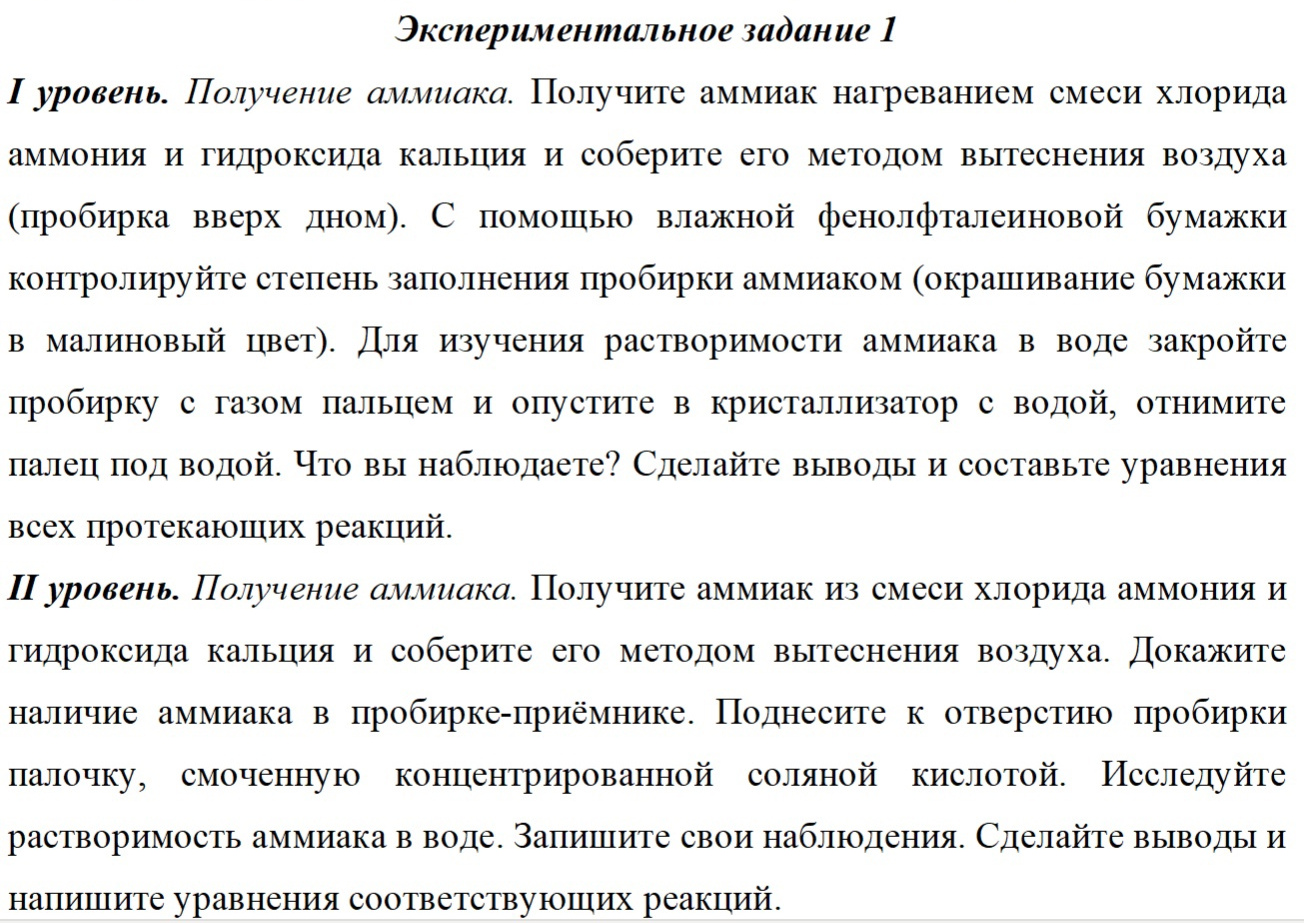 Экспериментальное задание 1
I уровень. Получение аммиака. Получите аммиак нагреванием смеси хлорида
аммония и гидроксида кальция и соберите его методом вытеснения воздуха
(пробирка вверх дном). С помощью влажной фенолфталеиновой бумажки
контролируйте степень заполнения пробирки аммиаком (окрашивание бумажки
в малиновый цвет). Для изучения растворимости аммиака в воде закройте
пробирку с газом пальцем и опустите в кристаллизатор с водой, отнимите
палец под водой. Что вы наблюдаете? Сделайте выводы и составьте уравнения
всех протекающих реакций.
II уровень. Получение аммиака. Получите аммиак из смеси хлорида аммония и
гидроксида кальция и соберите его методом вытеснения воздуха. Докажите
наличие аммиака в пробирке-приёмнике. Поднесите к отверстию пробирки
палочку, смоченную концентрированной соляной кислотой. Исследуйте
растворимость аммиака в воде. Запишите свои наблюдения. Сделайте выводы и
напишите уравнения соответствующих реакций.